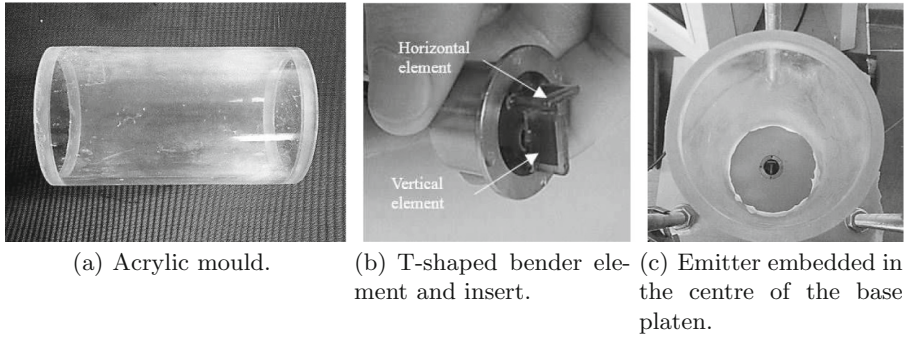 Horizontal
element
Vertical
element
(a) Acrylic mould.
(b) T-shaped bender ele-
ment and insert.
(c) Emitter embedded in
the centre of the base
platen.